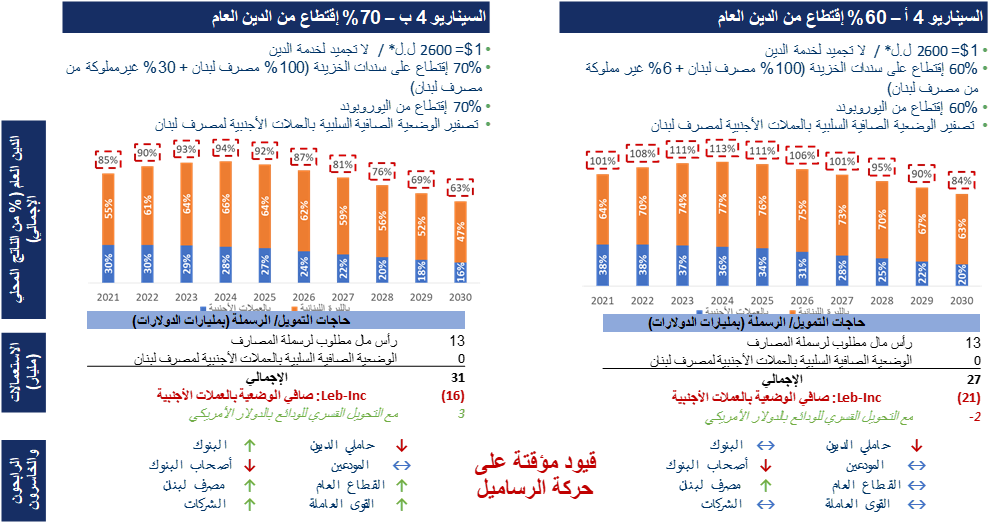 السيناريو 4 أ – 60% إقتطاع من الدين العام
$1= 2600 ل.ل* / لا تجميد لخدمة الدين
60% إقتطاع على سندات الخزينة (100% مصرف لبنان + 6% غير مملوكة
من مصرف لبنان)
60% إقتطاع من اليوروبوند
تصفير الوضعية الصافية السلبية بالعملات الأجنبية لمصرف لبنان
101% 108% 111% 113% 111% 106% 101% 95% 90% 84%
64% 70% 74% 77% 76% 75% 73% 70% 67% 63%
38% 38% 37% 36% 34% 31% 28% 25% 22% 20%
2021 2022 2023 2024 2025 2026 2027 2028 2029 2030
بالعملات الأجنبية بالليرة اللبنانية
حاجات التمويل/ الرسملة (بمليارات الدولارات)
رأس مال مطلوب لرسملة المصارف 13
الوضعية الصافية السلبية بالعملات الأجنبية لمصرف لبنان 0
الإجمالي 27
Leb-Inc: صافي الوضعية بالعملات الأجنبية (21)
مع التحويل القسري للودائع بالدولار الأمريكي -2
حاملي الدين ↓ البنوك ↔
المودعين ↔ أصحاب البنوك ↓
القطاع العام ↔ مصرف لبنان ↑
القوى العاملة ↔ الشركات ↔
السيناريو 4 ب – 70% إقتطاع من الدين العام
$1= 2600 ل.ل* / لا تجميد لخدمة الدين
70% إقتطاع على سندات الخزينة (100% مصرف لبنان + 30% غيرمملوكة من
مصرف لبنان)
70% إقتطاع من اليوروبوند
تصفير الوضعية الصافية السلبية بالعملات الأجنبية لمصرف لبنان
85% 90% 93% 94% 92% 87% 81% 76% 69% 63%
55% 61% 64% 66% 64% 62% 59% 56% 52% 47%
30% 30% 29% 28% 27% 24% 22% 20% 18% 16%
2021 2022 2023 2024 2025 2026 2027 2028 2029 2030
بالعملات الأجنبية بالليرة اللبنانية
حاجات التمويل/ الرسملة (بمليارات الدولارات)
رأس مال مطلوب لرسملة المصارف 13
الوضعية الصافية السلبية بالعملات الأجنبية لمصرف لبنان 0
الإجمالي 31
Leb-Inc: صافي الوضعية بالعملات الأجنبية (16)
مع التحويل القسري للودائع بالدولار الأمريكي 3
حاملي الدين ↓ البنوك ↑
المودعين ↔ أصحاب البنوك ↓
القطاع العام ↑ مصرف لبنان ↑
القوى العاملة ↑ الشركات ↑
قيود مؤقتة على
حركة الرساميل
الدين العام (% من الناتج المحلي
الإجمالي)
الاستعمالات
(مليار)
الرابحون
والخاسرون